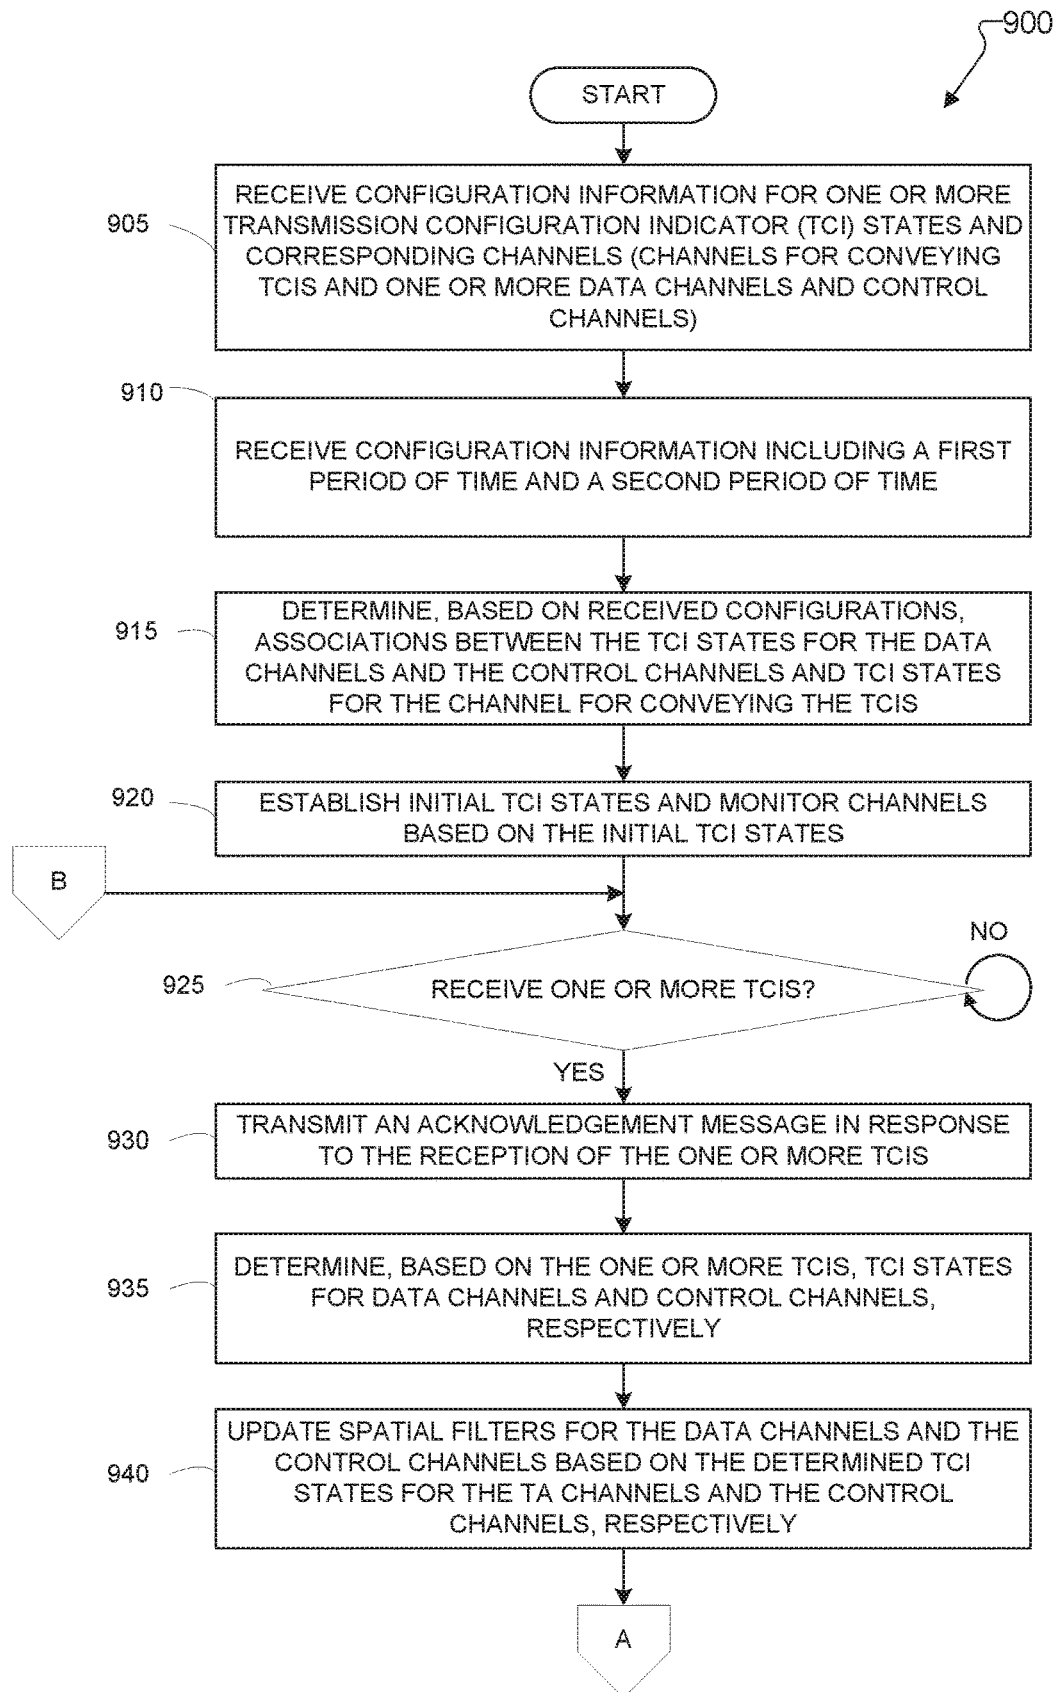 900
START
905
RECEIVE CONFIGURATION INFORMATION FOR ONE OR MORE
TRANSMISSION CONFIGURATION INDICATOR (TCI) STATES AND
CORRESPONDING CHANNELS (CHANNELS FOR CONVEYING
TCIS AND ONE OR MORE DATA CHANNELS AND CONTROL
CHANNELS)
910
RECEIVE CONFIGURATION INFORMATION INCLUDING A FIRST
PERIOD OF TIME AND A SECOND PERIOD OF TIME
915
DETERMINE, BASED ON RECEIVED CONFIGURATIONS,
ASSOCIATIONS BETWEEN THE TCI STATES FOR THE DATA
CHANNELS AND THE CONTROL CHANNELS AND TCI STATES
FOR THE CHANNEL FOR CONVEYING THE TCIS
920
ESTABLISH INITIAL TCI STATES AND MONITOR CHANNELS
BASED ON THE INITIAL TCI STATES
B
925
RECEIVE ONE OR MORE TCIS?
NO
YES
930
TRANSMIT AN ACKNOWLEDGEMENT MESSAGE IN RESPONSE
TO THE RECEPTION OF THE ONE OR MORE TCIS
935
DETERMINE, BASED ON THE ONE OR MORE TCIS, TCI STATES
FOR DATA CHANNELS AND CONTROL CHANNELS,
RESPECTIVELY
940
UPDATE SPATIAL FILTERS FOR THE DATA CHANNELS AND THE
CONTROL CHANNELS BASED ON THE DETERMINED TCI
STATES FOR THE TA CHANNELS AND THE CONTROL
CHANNELS, RESPECTIVELY
A